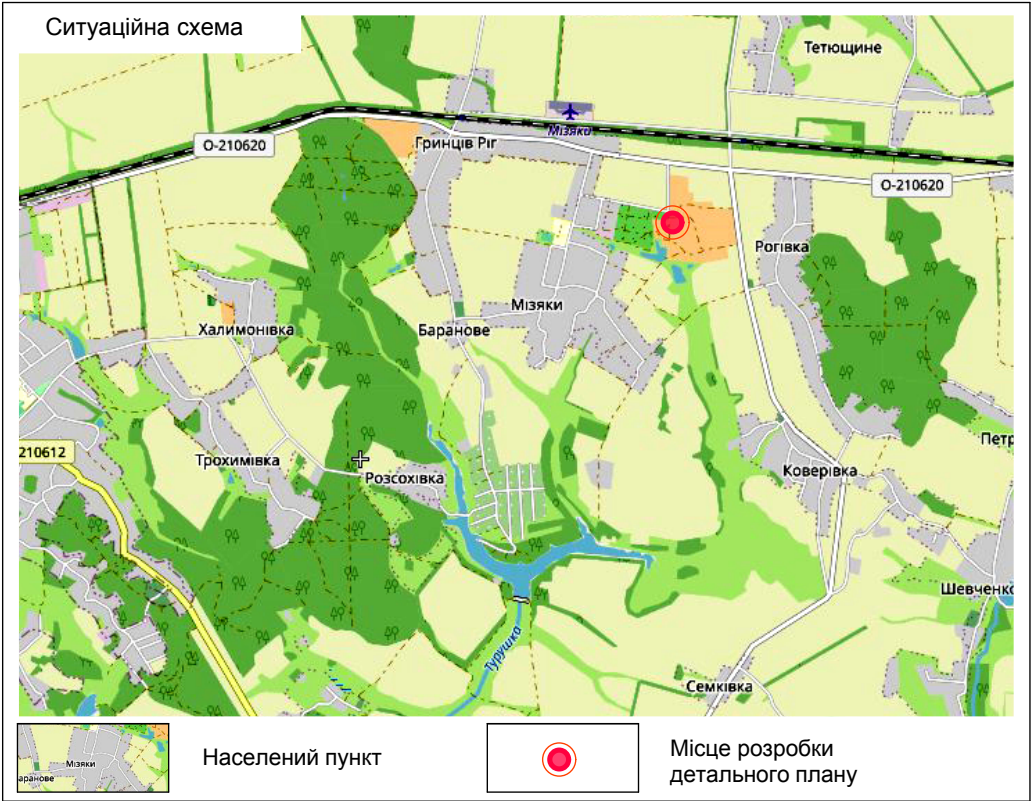 Ситуаційна схема
Тетющине
Мізяки
О-210620
Гринців Ріг
О-210620
Рогівка
Мізяки
Халимонівка
Баранове
210612
Трохимівка
Розсохівка
Коверівка
Петр
Шевченко
Турушка
Семківка
Мізяки
аранове
Населений пункт
Місце розробки
детального плану